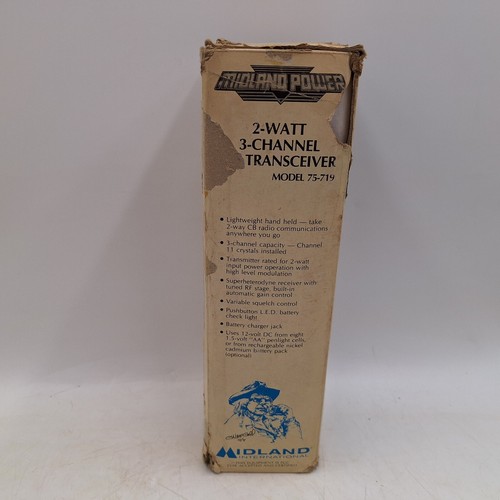 MIDLAND POWER
2-WATT
3-CHANNEL
TRANSCEIVER
MODEL 75-719
• Lightweight hand held — take
2-way CB radio communications
anywhere you go
• 3-channel capacity — Channel
11 crystals installed
• Transmitter rated for 2-watt
input power operation with
high level modulation
• Superheterodyne receiver with
tuned RF stage, built-in
automatic gain control
• Variable squelch control
• Pushbutton L.E.D. battery
check light
• Battery charger jack
• Uses 12-volt DC from eight
1.5-volt "AA" penlight cells,
or from rechargeable nickel
cadmium battery pack
(optional)
MIDLAND
INTERNATIONAL